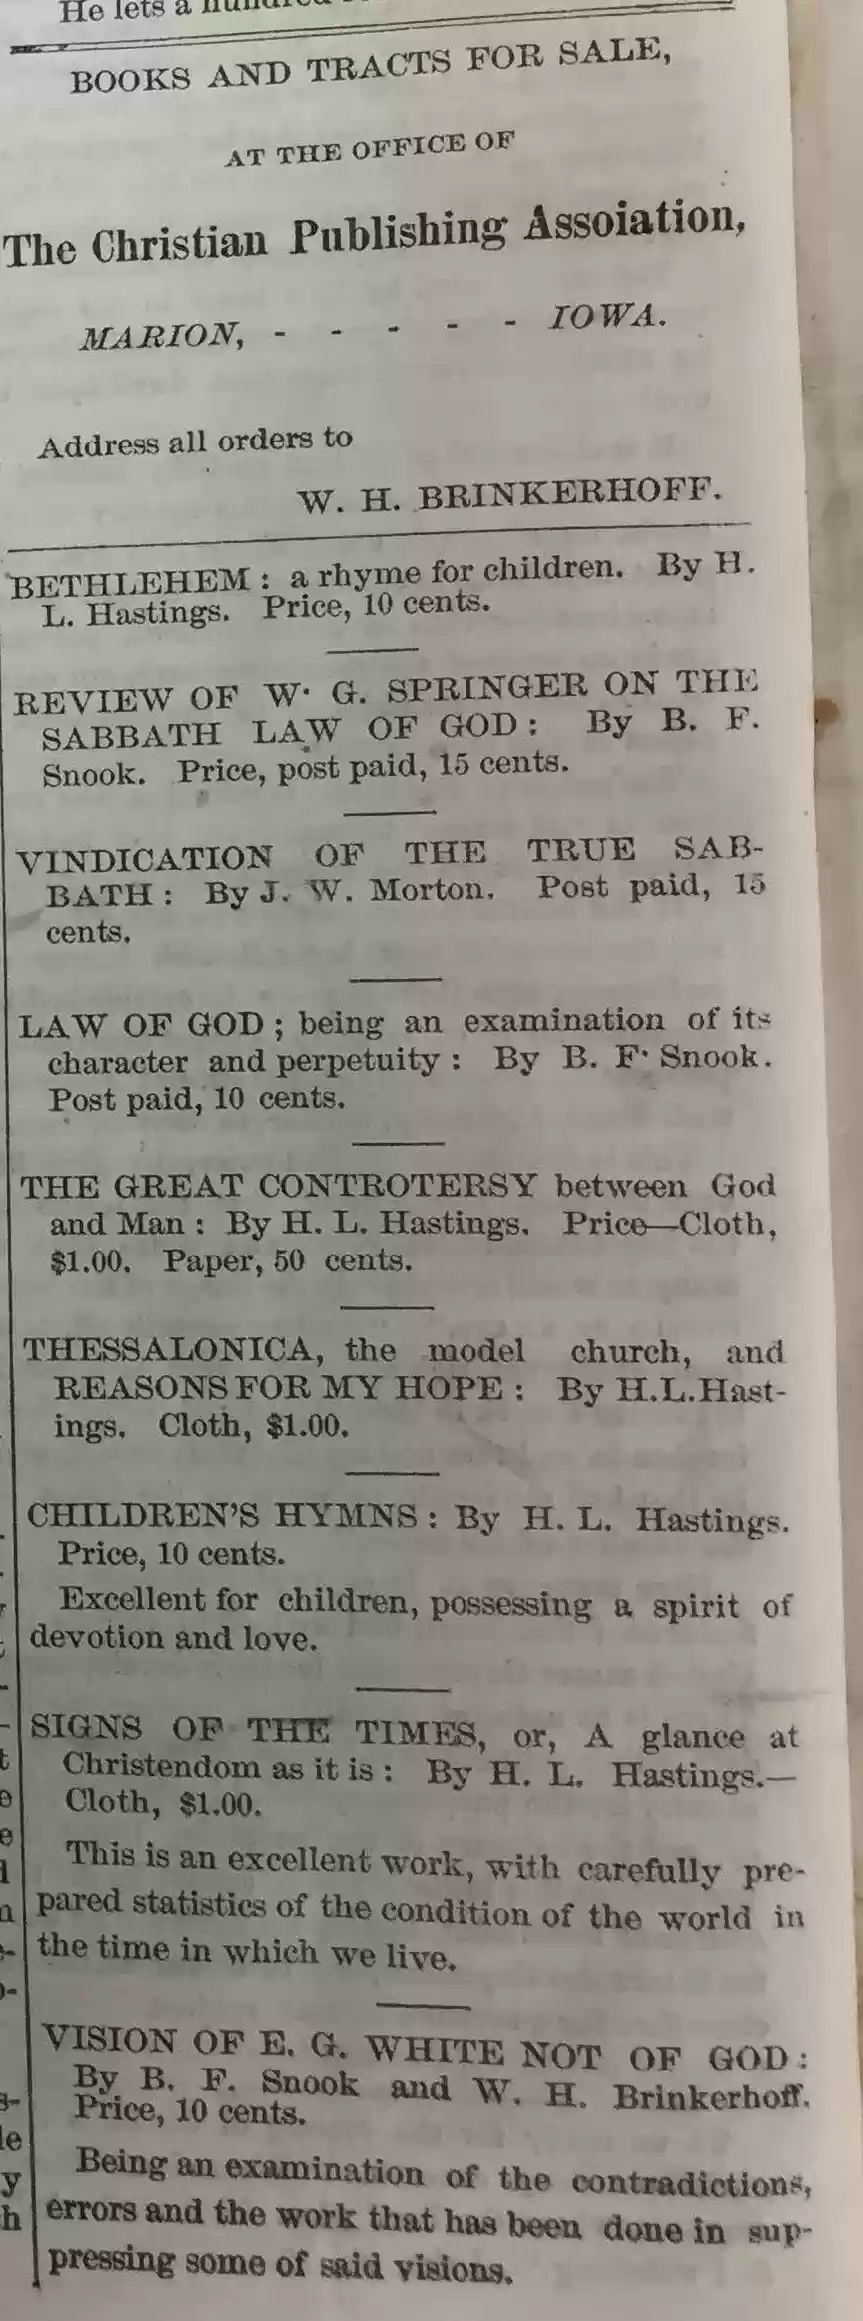 He lets a
BOOKS AND TRACTS FOR SALE,
AT THE OFFICE OF
The Christian Publishing Assoiation,
MARION, - - - - - IOWA.
Address all orders to
W. H. BRINKERHOFF.
BETHLEHEM : a rhyme for children. By H.
L. Hastings. Price, 10 cents.
REVIEW OF W· G. SPRINGER ON THE
SABBATH LAW OF GOD : By B. F.
Snook. Price, post paid, 15 cents.
VINDICATION OF THE TRUE SAB-
BATH : By J. W. Morton. Post paid, 15
cents.
LAW OF GOD ; being an examination of its
character and perpetuity : By B. F· Snook.
Post paid, 10 cents.
THE GREAT CONTROTERSY between God
and Man : By H. L. Hastings. Price—Cloth,
$1.00. Paper, 50 cents.
THESSALONICA, the model church, and
REASONS FOR MY HOPE : By H.L.Hast-
ings. Cloth, $1.00.
CHILDREN'S HYMNS : By H. L. Hastings.
Price, 10 cents.
Excellent for children, possessing a spirit of
devotion and love.
SIGNS OF THE TIMES, or, A glance at
Christendom as it is : By H. L. Hastings.—
Cloth, $1.00.
This is an excellent work, with carefully pre-
pared statistics of the condition of the world in
the time in which we live.
VISION OF E. G. WHITE NOT OF GOD :
By B. F. Snook and W. H. Brinkerhoff.
Price, 10 cents.
Being an examination of the contradictions,
errors and the work that has been done in sup-
pressing some of said visions.